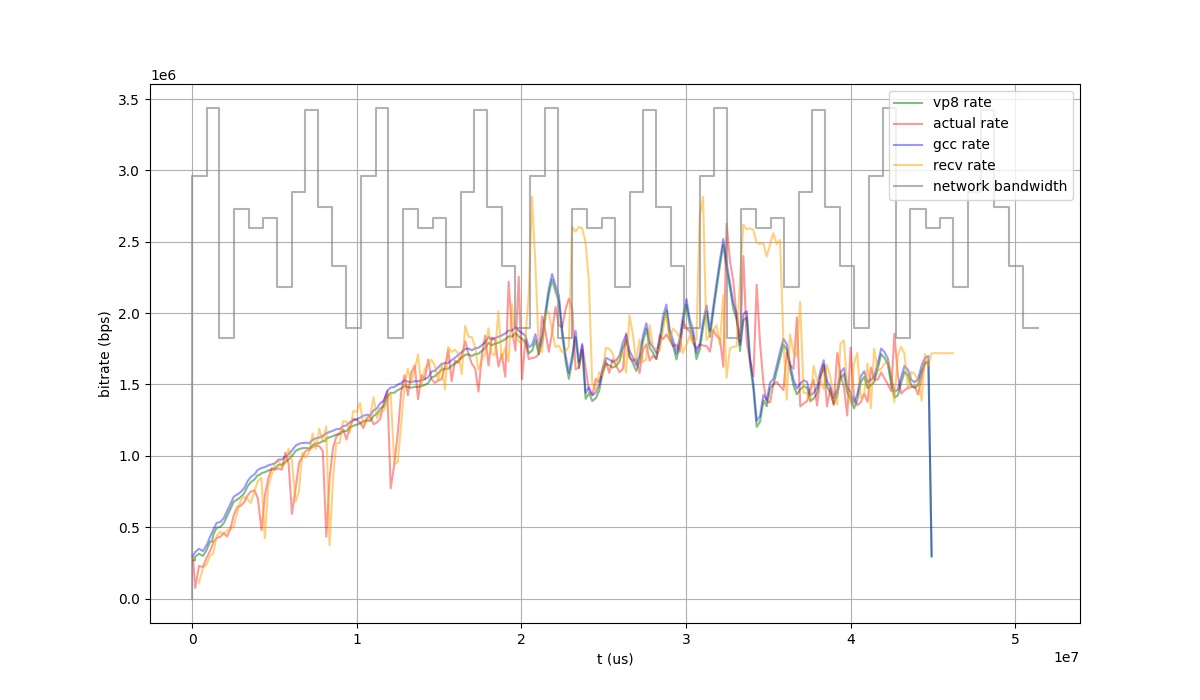 1e6
3.5
3.0
2.5
2.0
1.5
1.0
0.5
0.0
bitrate (bps)
vp8 rate
actual rate
gcc rate
recv rate
network bandwidth
0 1 2 3 4 5
t (us)
1e7